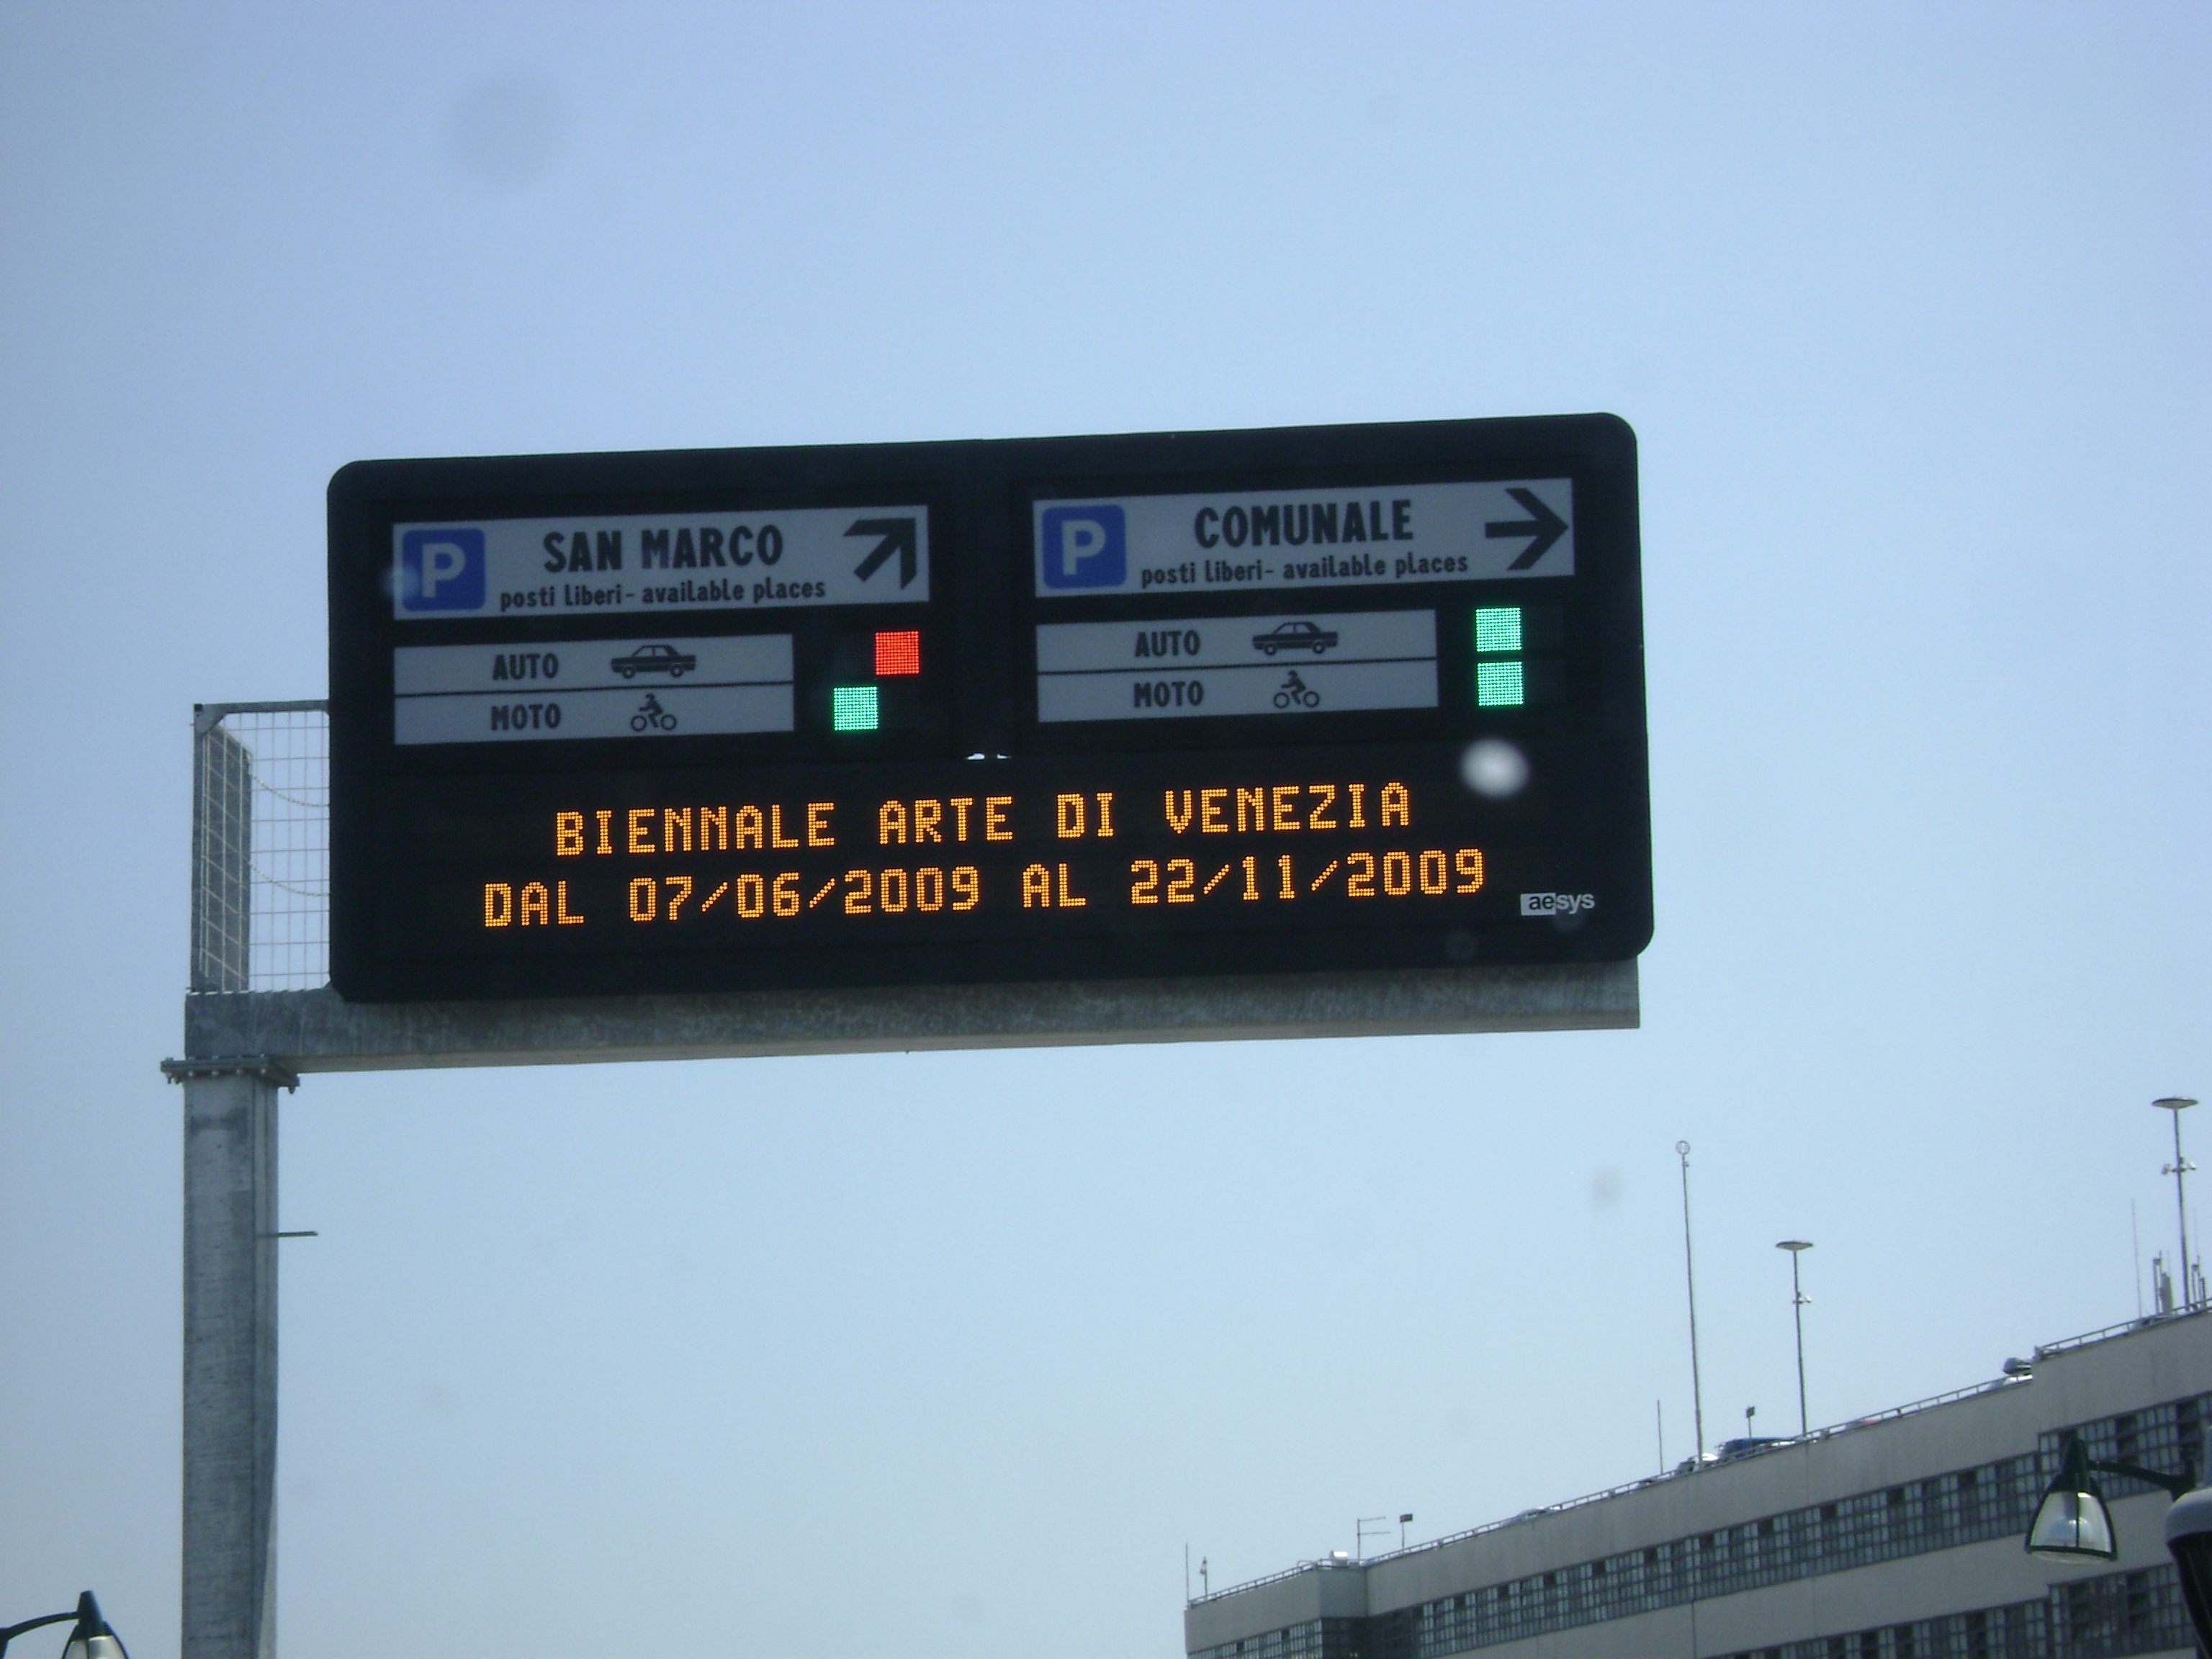 P SAN MARCO
posti liberi - available places
AUTO
MOTO
P COMUNALE
posti liberi - available places
AUTO
MOTO
BIENNALE ARTE DI VENEZIA
DAL 07/06/2009 AL 22/11/2009
aesys